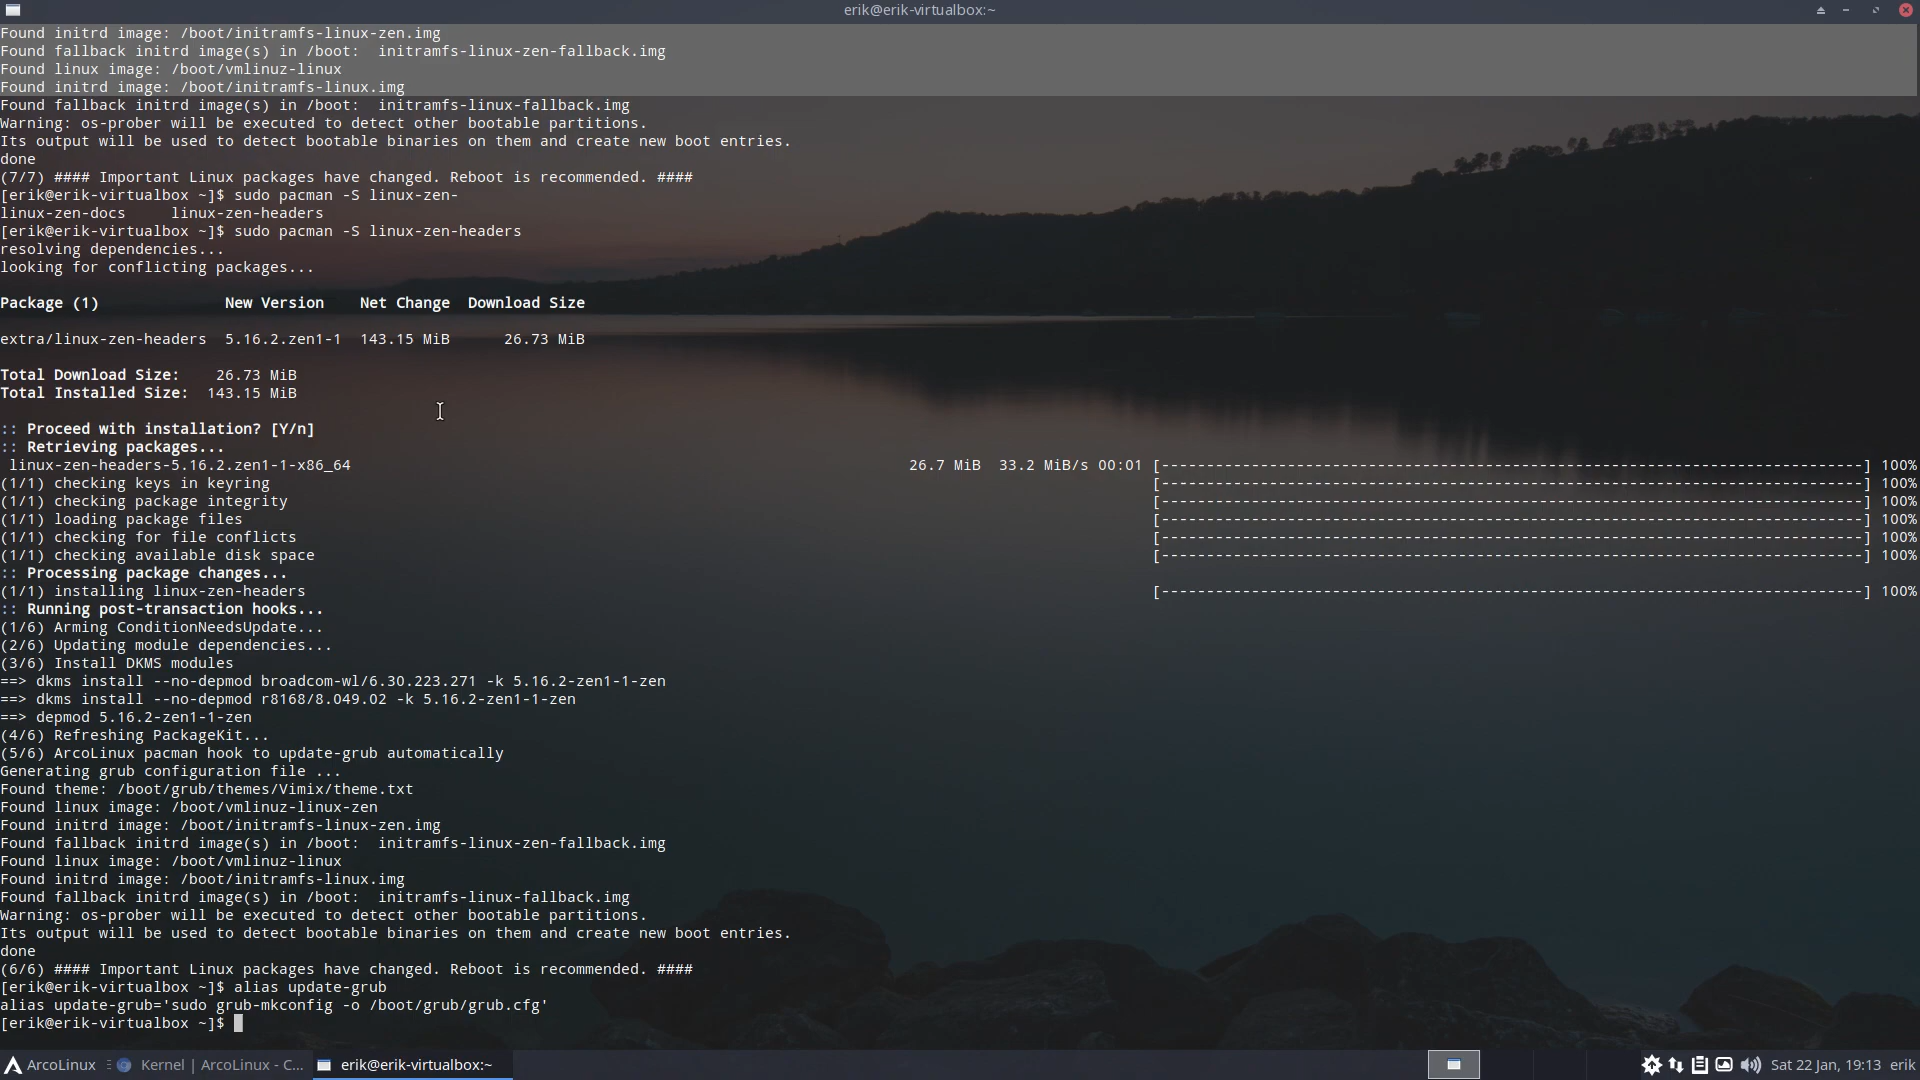 erik@erik-virtualbox:~
Found initrd image: /boot/initramfs-linux-zen.img
Found fallback initrd image(s) in /boot:  initramfs-linux-zen-fallback.img
Found linux image: /boot/vmlinuz-linux
Found initrd image: /boot/initramfs-linux.img
Found fallback initrd image(s) in /boot:  initramfs-linux-fallback.img
Warning: os-prober will be executed to detect other bootable partitions.
Its output will be used to detect bootable binaries on them and create new boot entries.
done
(7/7) #### Important Linux packages have changed. Reboot is recommended. ####
[erik@erik-virtualbox ~]$ sudo pacman -S linux-zen-
linux-zen-docs     linux-zen-headers
[erik@erik-virtualbox ~]$ sudo pacman -S linux-zen-headers
resolving dependencies...
looking for conflicting packages...
Package (1)              New Version    Net Change  Download Size
extra/linux-zen-headers  5.16.2.zen1-1  143.15 MiB      26.73 MiB
Total Download Size:    26.73 MiB
Total Installed Size:  143.15 MiB
:: Proceed with installation? [Y/n]
:: Retrieving packages...
linux-zen-headers-5.16.2.zen1-1-x86_64 26.7 MiB  33.2 MiB/s 00:01 [------------------------------------------------------------------------------] 100%
(1/1) checking keys in keyring [------------------------------------------------------------------------------] 100%
(1/1) checking package integrity [------------------------------------------------------------------------------] 100%
(1/1) loading package files [------------------------------------------------------------------------------] 100%
(1/1) checking for file conflicts [------------------------------------------------------------------------------] 100%
(1/1) checking available disk space [------------------------------------------------------------------------------] 100%
:: Processing package changes...
(1/1) installing linux-zen-headers [------------------------------------------------------------------------------] 100%
:: Running post-transaction hooks...
(1/6) Arming ConditionNeedsUpdate...
(2/6) Updating module dependencies...
(3/6) Install DKMS modules
==> dkms install --no-depmod broadcom-wl/6.30.223.271 -k 5.16.2-zen1-1-zen
==> dkms install --no-depmod r8168/8.049.02 -k 5.16.2-zen1-1-zen
==> depmod 5.16.2-zen1-1-zen
(4/6) Refreshing PackageKit...
(5/6) ArcoLinux pacman hook to update-grub automatically
Generating grub configuration file ...
Found theme: /boot/grub/themes/Vimix/theme.txt
Found linux image: /boot/vmlinuz-linux-zen
Found initrd image: /boot/initramfs-linux-zen.img
Found fallback initrd image(s) in /boot:  initramfs-linux-zen-fallback.img
Found linux image: /boot/vmlinuz-linux
Found initrd image: /boot/initramfs-linux.img
Found fallback initrd image(s) in /boot:  initramfs-linux-fallback.img
Warning: os-prober will be executed to detect other bootable partitions.
Its output will be used to detect bootable binaries on them and create new boot entries.
done
(6/6) #### Important Linux packages have changed. Reboot is recommended. ####
[erik@erik-virtualbox ~]$ alias update-grub
alias update-grub='sudo grub-mkconfig -o /boot/grub/grub.cfg'
[erik@erik-virtualbox ~]$
ArcoLinux Kernel | ArcoLinux - C... erik@erik-virtualbox:~ Sat 22 Jan, 19:13 erik